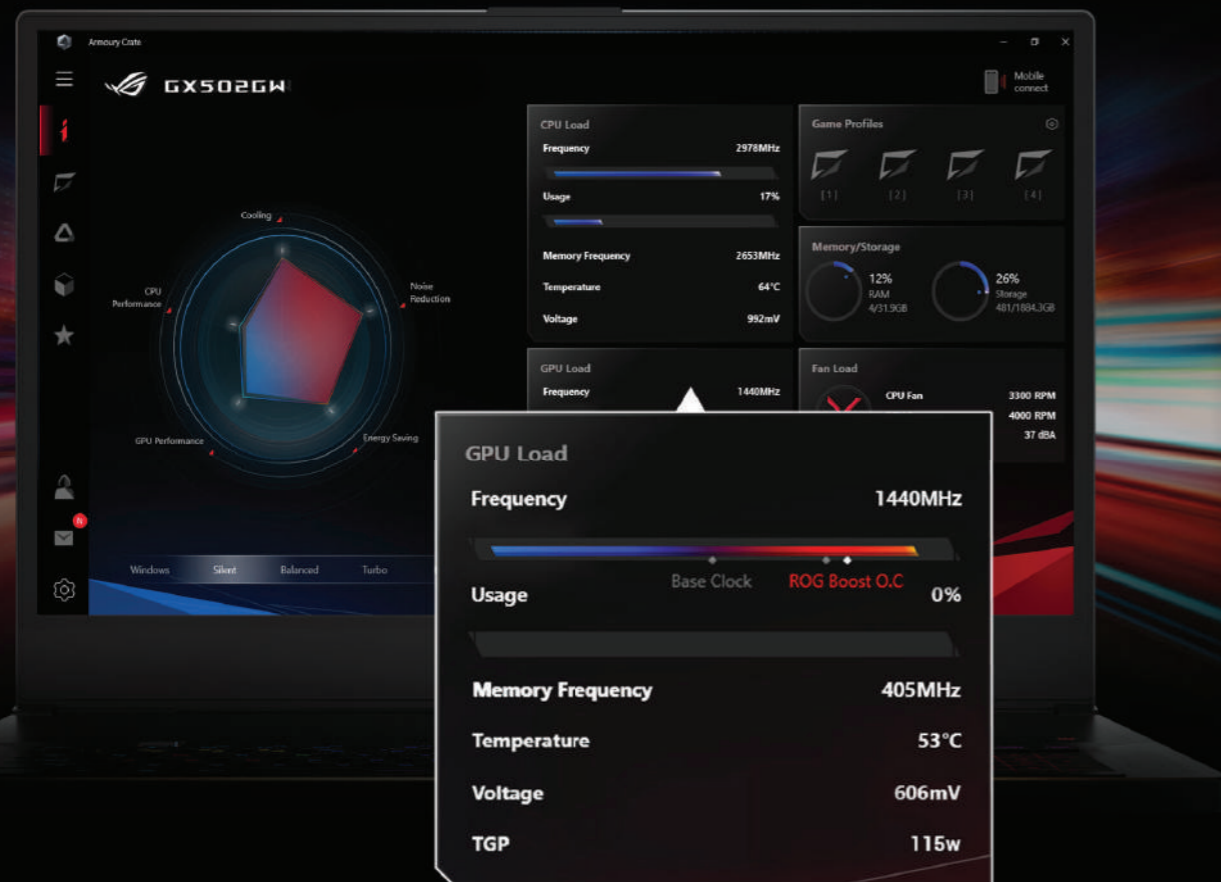 Armoury Crate
GX502GW
Mobile
connect
CPU Load
Frequency 2978MHz
Usage 17%
Memory Frequency 2653MHz
Temperature 64°C
Voltage 992mV
Game Profiles
[1] [2] [3] [4]
Memory/Storage
12%
RAM
4/31.9GB
26%
Storage
481/1884.3GB
Cooling
CPU
Performance
Noise
Reduction
GPU Performance
Energy Saving
GPU Load
Frequency 1440MHz
Fan Load
CPU Fan 3300 RPM
4000 RPM
37 dBA
N
Windows Silent Balanced Turbo
GPU Load
Frequency 1440MHz
Base Clock ROG Boost O.C
Usage 0%
Memory Frequency 405MHz
Temperature 53°C
Voltage 606mV
TGP 115w